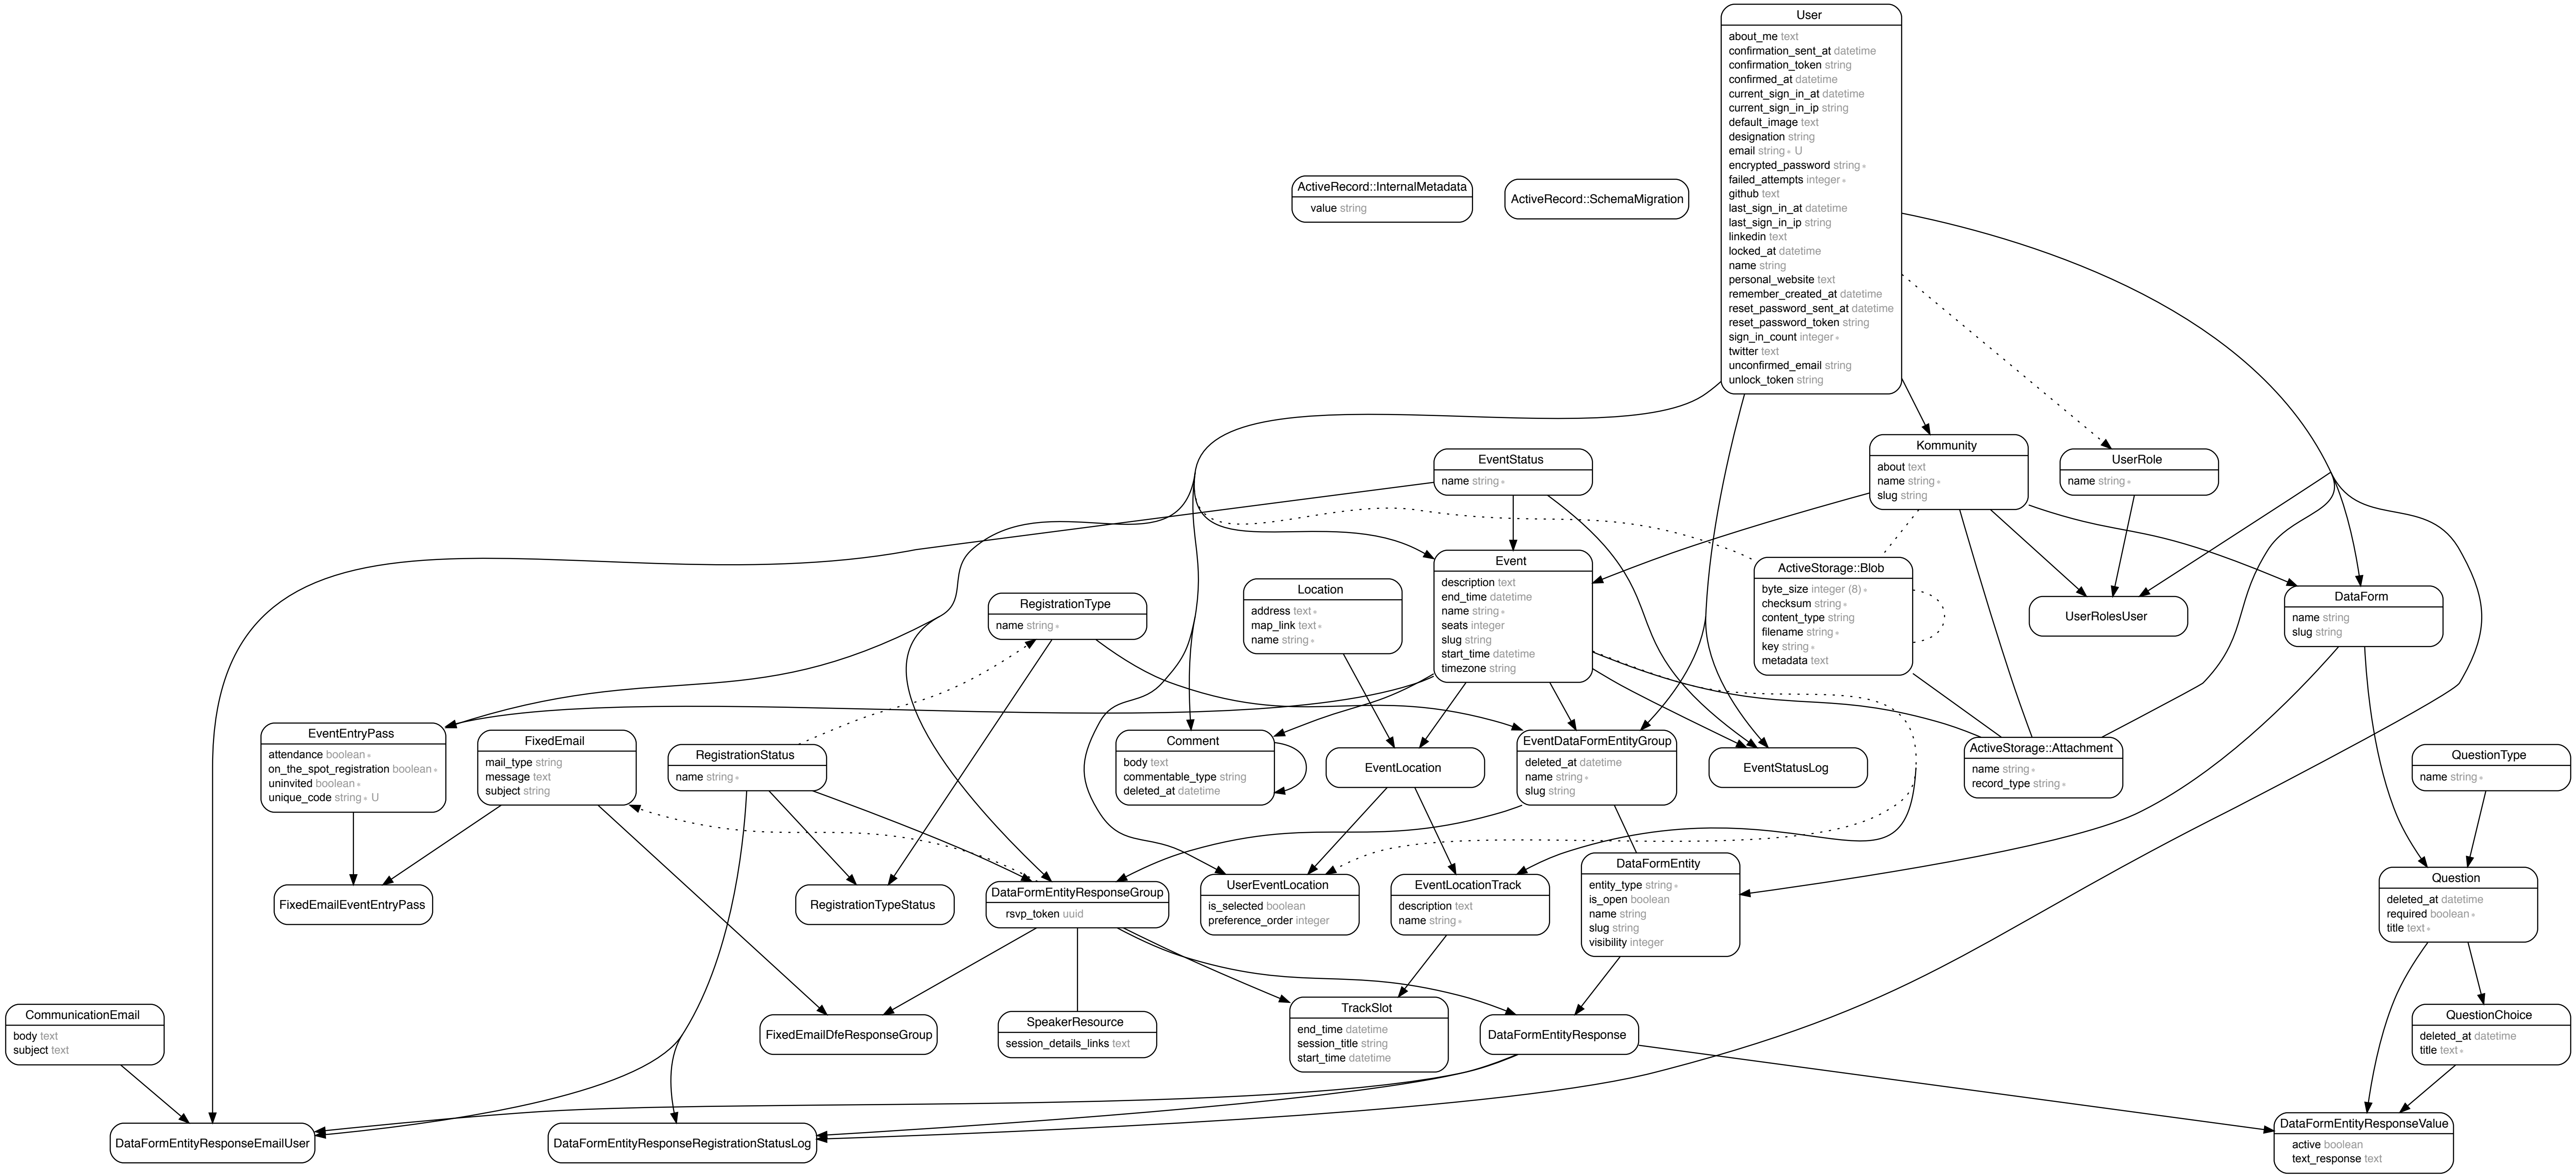 User
about_me text
confirmation_sent_at datetime
confirmation_token string
confirmed_at datetime
current_sign_in_at datetime
current_sign_in_ip string
default_image text
designation string
email string∗ U
encrypted_password string∗
failed_attempts integer∗
github text
last_sign_in_at datetime
last_sign_in_ip string
linkedin text
locked_at datetime
name string
personal_website text
remember_created_at datetime
reset_password_sent_at datetime
reset_password_token string
sign_in_count integer∗
twitter text
unconfirmed_email string
unlock_token string
ActiveRecord::InternalMetadata
value string
ActiveRecord::SchemaMigration
EventStatus
name string∗
Kommunity
about text
name string∗
slug string
UserRole
name string∗
Event
description text
end_time datetime
name string∗
seats integer
slug string
start_time datetime
timezone string
ActiveStorage::Blob
byte_size integer (8)∗
checksum string∗
content_type string
filename string∗
key string∗
metadata text
UserRolesUser
DataForm
name string
slug string
Location
address text∗
map_link text∗
name string∗
RegistrationType
name string∗
EventEntryPass
attendance boolean∗
on_the_spot_registration boolean∗
uninvited boolean∗
unique_code string∗ U
FixedEmail
mail_type string
message text
subject string
RegistrationStatus
name string∗
Comment
body text
commentable_type string
deleted_at datetime
EventLocation
EventDataFormEntityGroup
deleted_at datetime
name string∗
slug string
EventStatusLog
ActiveStorage::Attachment
name string∗
record_type string∗
QuestionType
name string∗
FixedEmailEventEntryPass
RegistrationTypeStatus
DataFormEntityResponseGroup
rsvp_token uuid
UserEventLocation
is_selected boolean
preference_order integer
EventLocationTrack
description text
name string∗
DataFormEntity
entity_type string∗
is_open boolean
name string
slug string
visibility integer
Question
deleted_at datetime
required boolean∗
title text∗
CommunicationEmail
body text
subject text
FixedEmailDfeResponseGroup
SpeakerResource
session_details_links text
TrackSlot
end_time datetime
session_title string
start_time datetime
DataFormEntityResponse
QuestionChoice
deleted_at datetime
title text∗
DataFormEntityResponseEmailUser
DataFormEntityResponseRegistrationStatusLog
DataFormEntityResponseValue
active boolean
text_response text